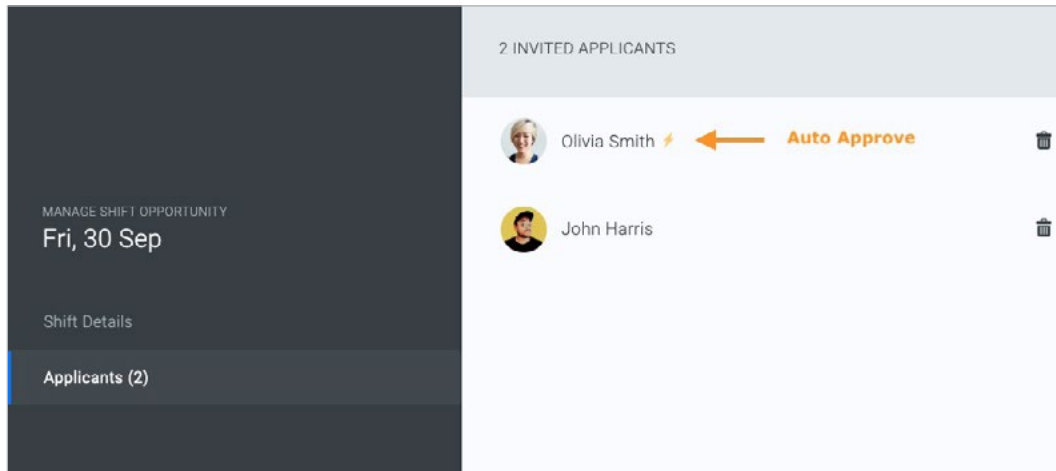 2 INVITED APPLICANTS
Olivia Smith
Auto Approve
John Harris
MANAGE SHIFT OPPORTUNITY
Fri, 30 Sep
Shift Details
Applicants (2)